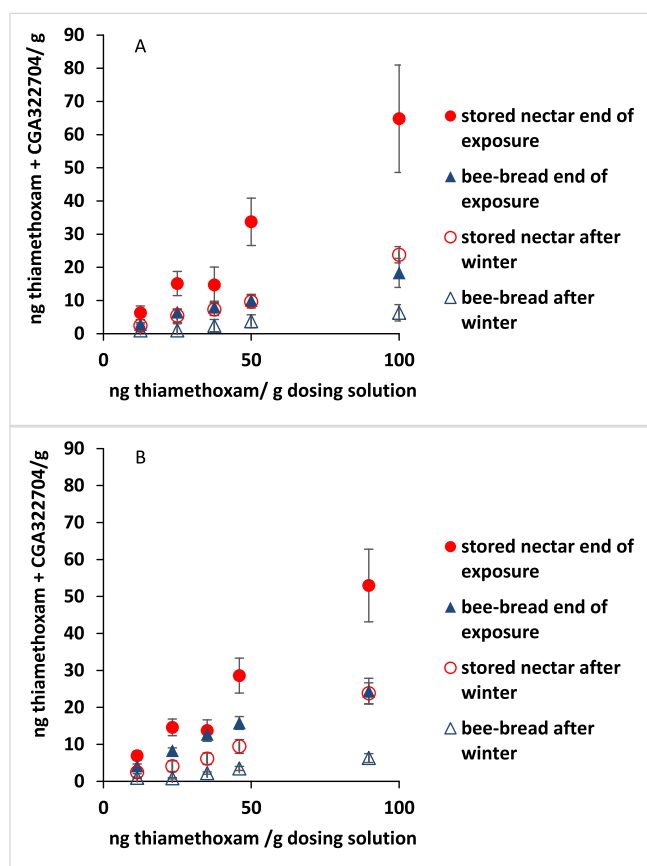 A
ng thiamethoxam + CGA322704/ g
90
80
70
60
50
40
30
20
10
0
0
50
100
ng thiamethoxam/ g dosing solution
stored nectar end of
exposure
bee-bread end of
exposure
stored nectar after
winter
bee-bread after
winter
B
ng thiamethoxam + CGA322704/g
90
80
70
60
50
40
30
20
10
0
0
50
100
ng thiamethoxam /g dosing solution
stored nectar end of
exposure
bee-bread end of
exposure
stored nectar after
winter
bee-bread after
winter